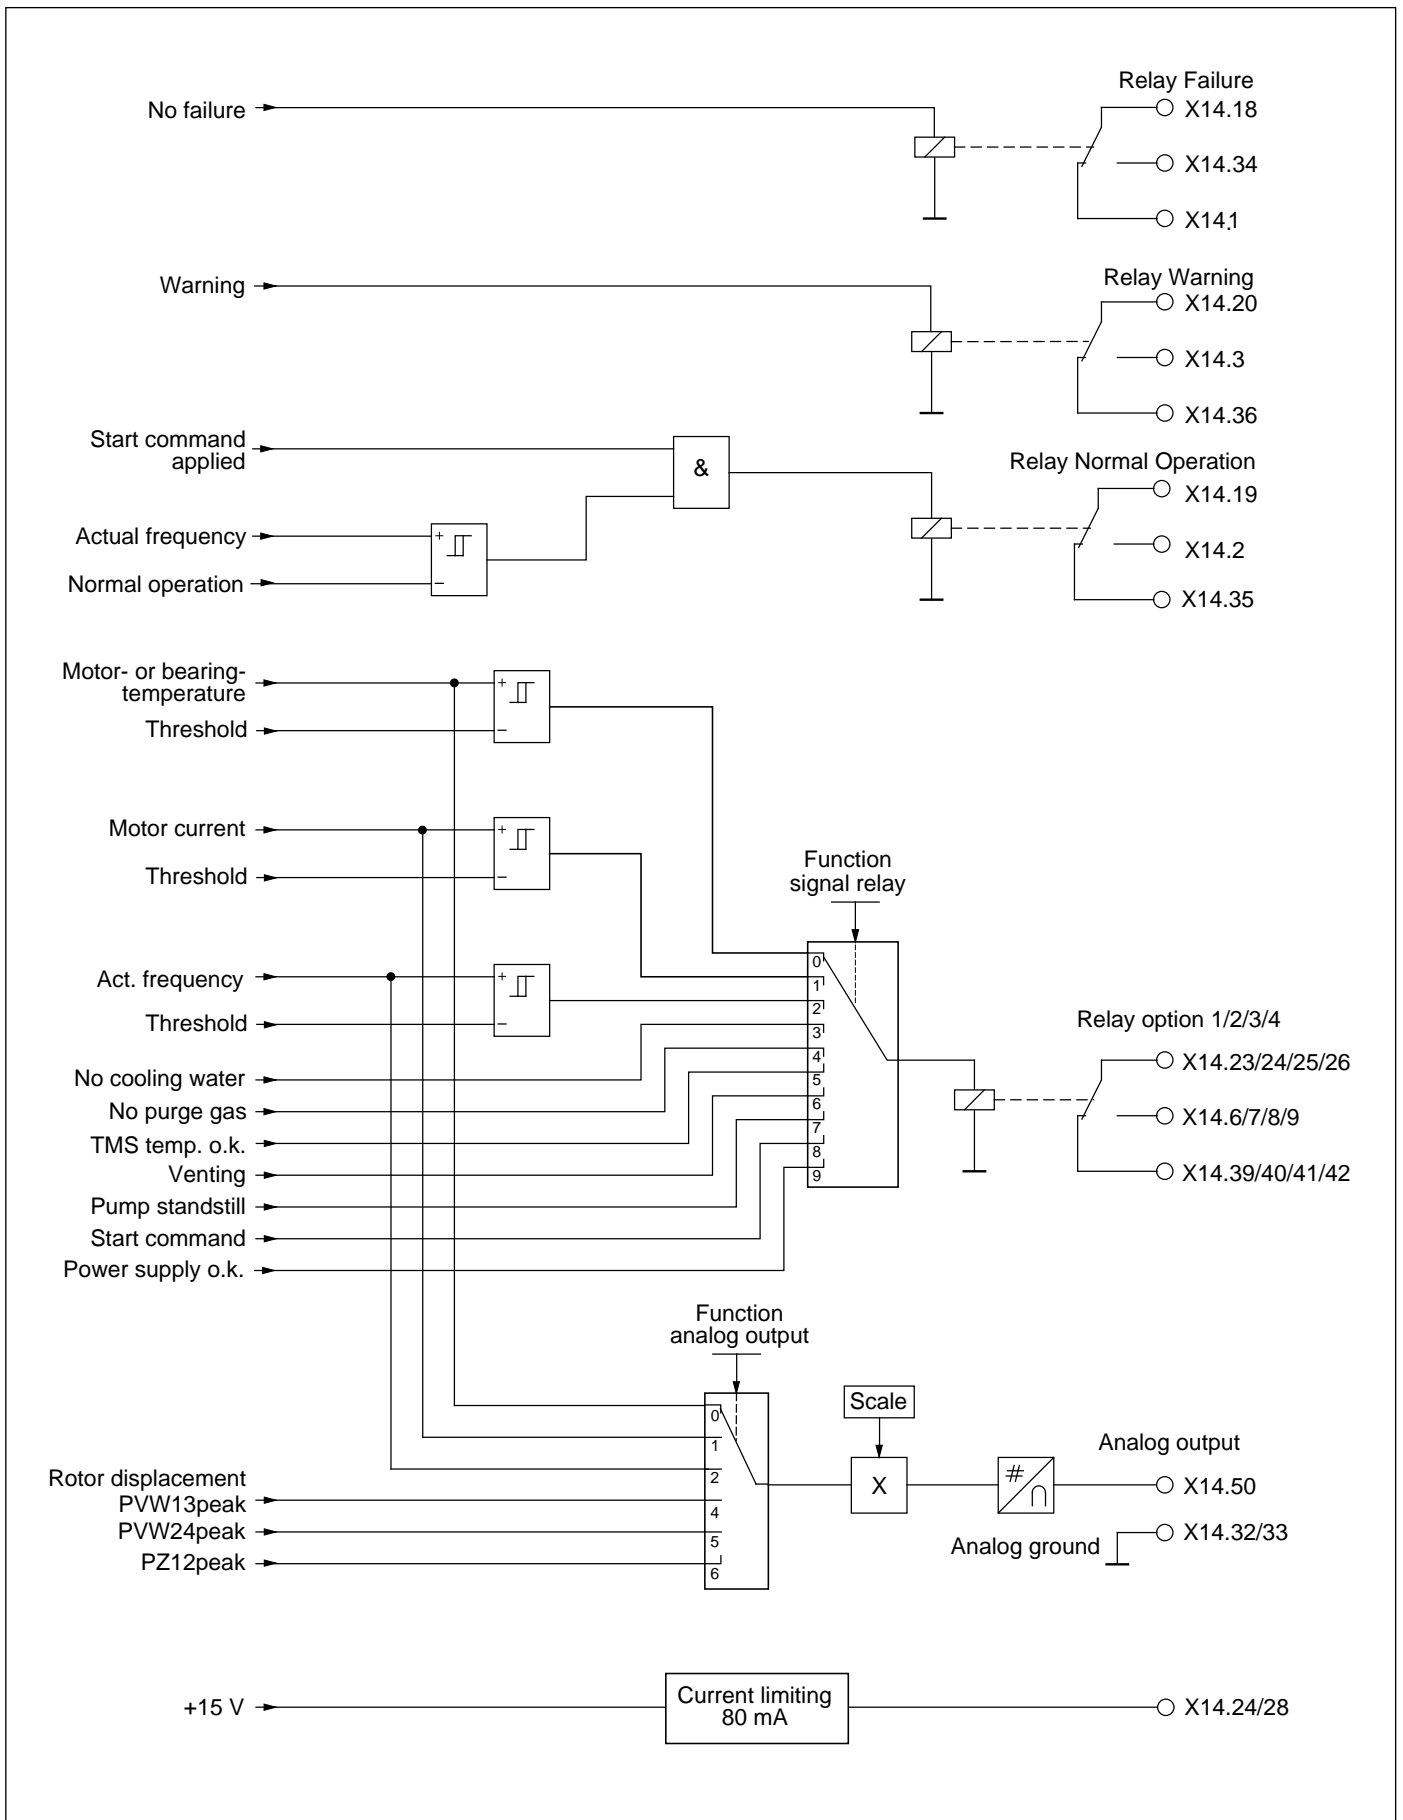 Relay Failure
No failure
X14.18
X14.34
X14.1
Relay Warning
Warning
X14.20
X14.3
X14.36
Start command
applied
&
Relay Normal Operation
X14.19
Actual frequency
+
X14.2
Normal operation
−
X14.35
Motor- or bearing-
temperature
+
Threshold
−
Motor current
+
Threshold
−
Function
signal relay
Act. frequency
+
Threshold
−
0
1
2
3
4
5
6
7
8
9
Relay option 1/2/3/4
X14.23/24/25/26
X14.6/7/8/9
X14.39/40/41/42
No cooling water
No purge gas
TMS temp. o.k.
Venting
Pump standstill
Start command
Power supply o.k.
Function
analog output
0
1
2
4
5
6
Scale
X
#
∩
Analog output
X14.50
Analog ground
X14.32/33
Rotor displacement
PVW13peak
PVW24peak
PZ12peak
+15 V
Current limiting
80 mA
X14.24/28